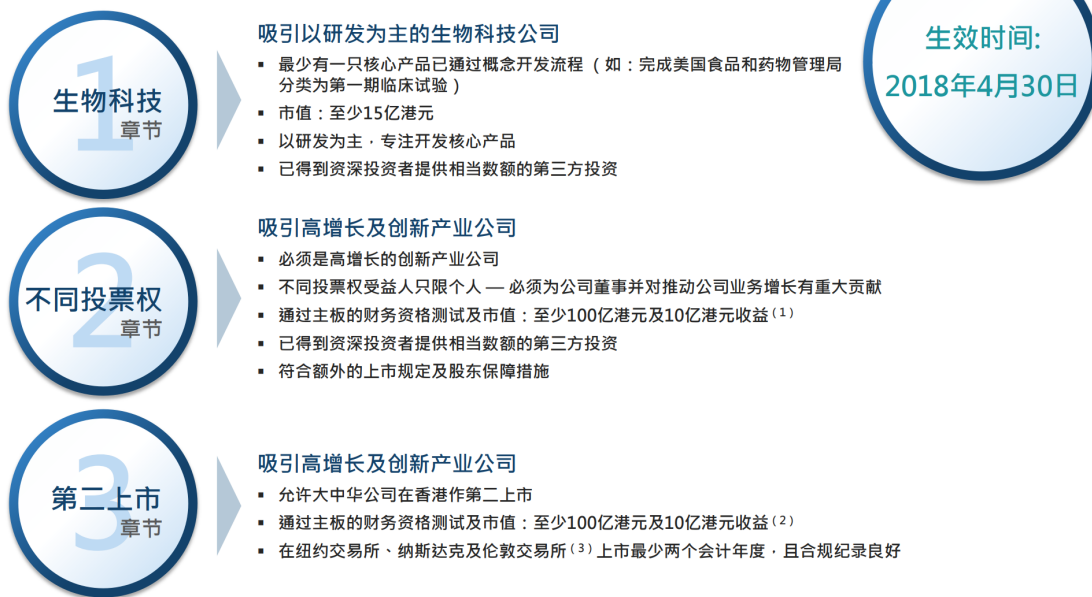 生效时间:
2018年4月30日
1
生物科技
章节
吸引以研发为主的生物科技公司
▪ 最少有一只核心产品已通过概念开发流程（如：完成美国食品和药物管理局
分类为第一期临床试验）
▪ 市值：至少15亿港元
▪ 以研发为主，专注开发核心产品
▪ 已得到资深投资者提供相当数额的第三方投资
2
不同投票权
章节
吸引高增长及创新产业公司
▪ 必须是高增长的创新产业公司
▪ 不同投票权受益人只限个人 — 必须为公司董事并对推动公司业务增长有重大贡献
▪ 通过主板的财务资格测试及市值：至少100亿港元及10亿港元收益(1)
▪ 已得到资深投资者提供相当数额的第三方投资
▪ 符合额外的上市规定及股东保障措施
3
第二上市
章节
吸引高增长及创新产业公司
▪ 允许大中华公司在香港作第二上市
▪ 通过主板的财务资格测试及市值：至少100亿港元及10亿港元收益(2)
▪ 在纽约交易所、纳斯达克及伦敦交易所(3)上市最少两个会计年度，且合规纪录良好